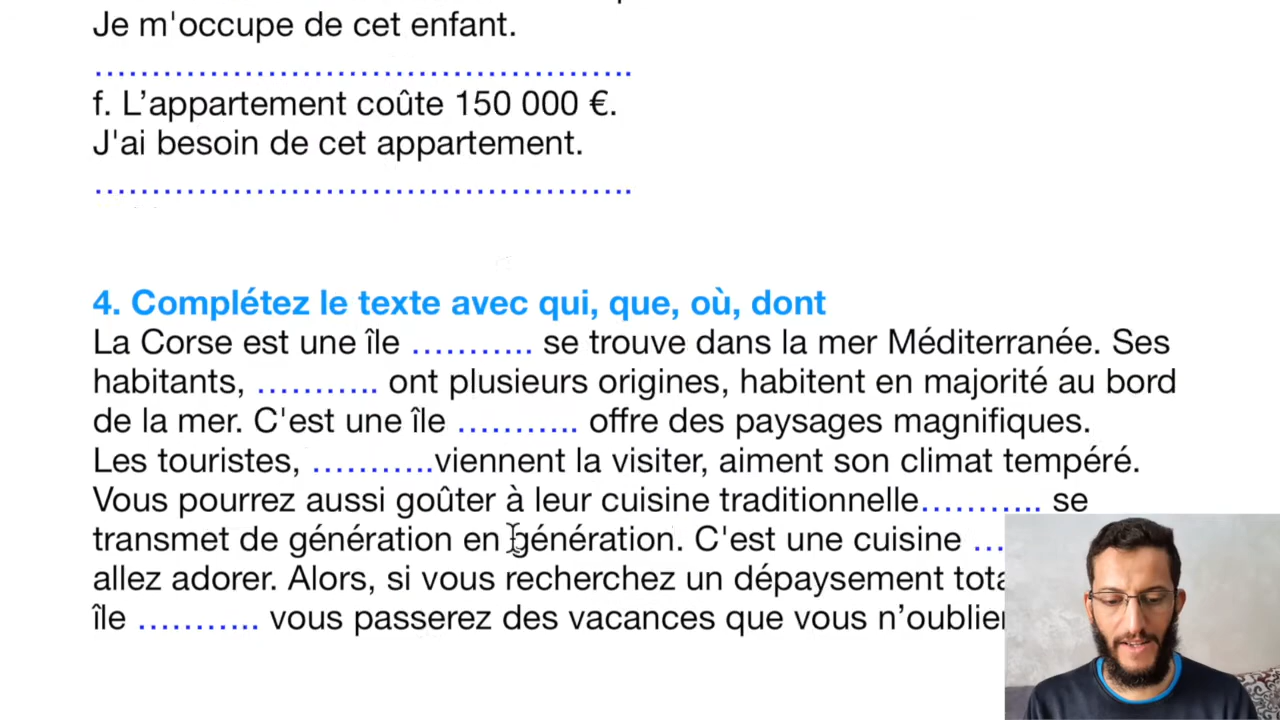 Je m'occupe de cet enfant.
…………………………………………..
f. L’appartement coûte 150 000 €.
J'ai besoin de cet appartement.
…………………………………………..
4. Complétez le texte avec qui, que, où, dont
La Corse est une île ……….. se trouve dans la mer Méditerranée. Ses
habitants, ……….. ont plusieurs origines, habitent en majorité au bord
de la mer. C'est une île ……….. offre des paysages magnifiques.
Les touristes, ………..viennent la visiter, aiment son climat tempéré.
Vous pourrez aussi goûter à leur cuisine traditionnelle……….. se
transmet de génération en génération. C'est une cuisine …
allez adorer. Alors, si vous recherchez un dépaysement
île ……….. vous passerez des vacances que vous